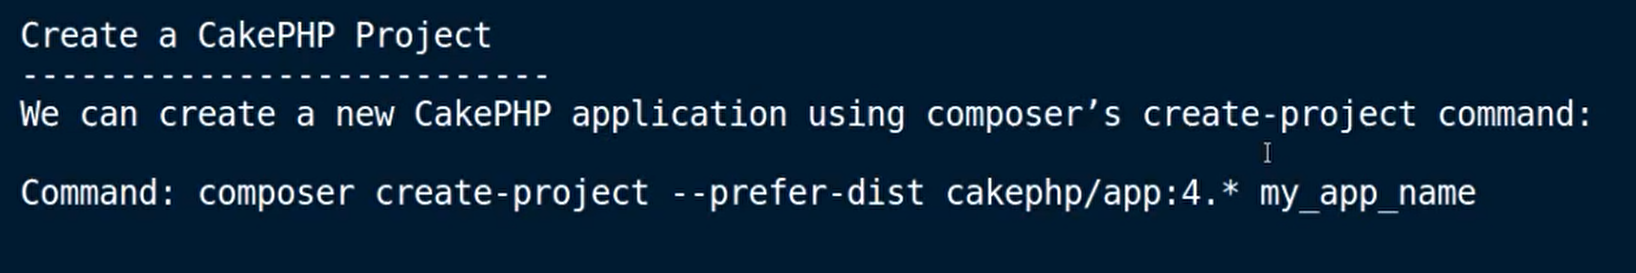 Create a CakePHP Project
---------------------------
We can create a new CakePHP application using composer’s create-project command:
Command: composer create-project --prefer-dist cakephp/app:4.* my_app_name